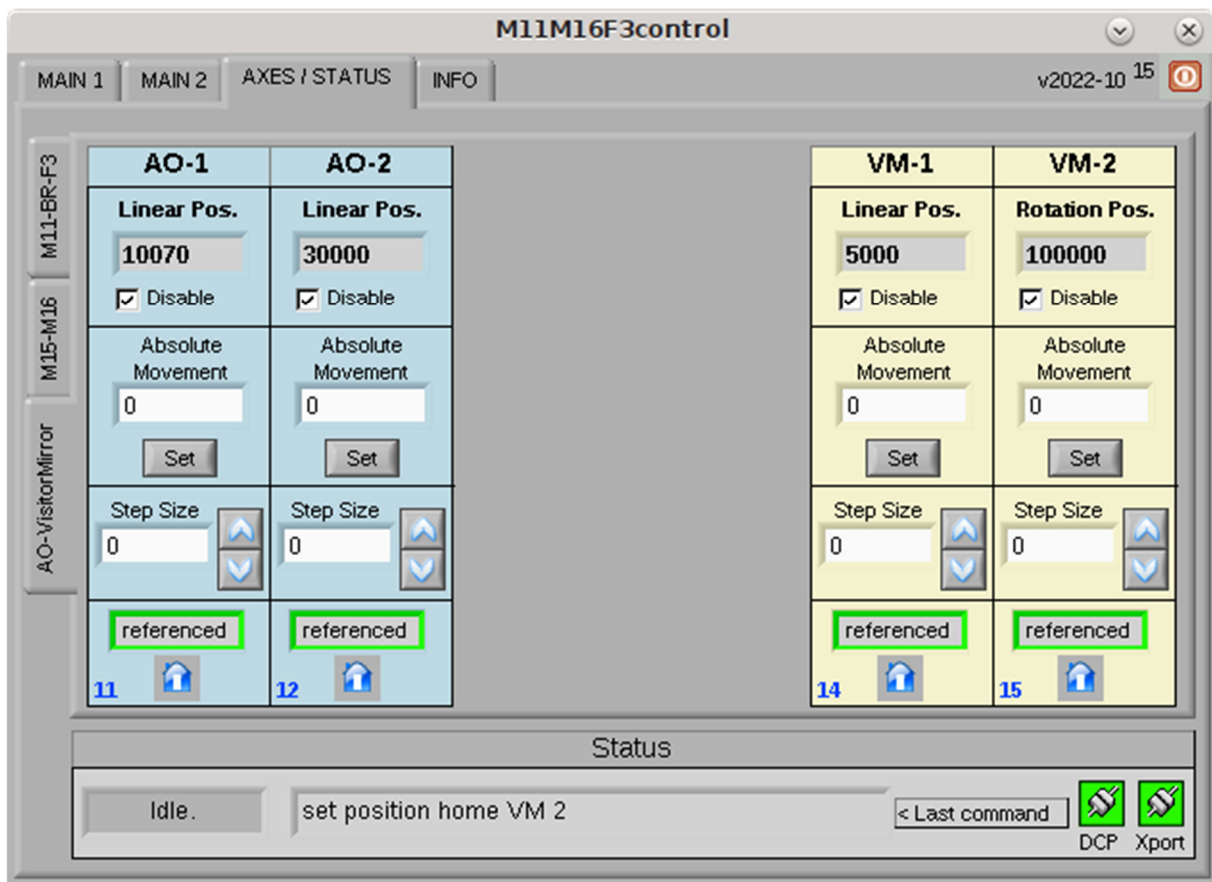 M11M16F3control
MAIN 1
MAIN 2
AXES / STATUS
INFO
v2022-10 15
M11-BR-F3
M15-M16
AO-VisitorMirror
AO-1
AO-2
VM-1
VM-2
Linear Pos.
Linear Pos.
Linear Pos.
Rotation Pos.
10070
30000
5000
100000
Disable
Disable
Disable
Disable
Absolute
Movement
Absolute
Movement
Absolute
Movement
Absolute
Movement
0
0
0
0
Set
Set
Set
Set
Step Size
Step Size
Step Size
Step Size
0
0
0
0
referenced
referenced
referenced
referenced
11
12
14
15
Status
Idle.
set position home VM 2
< Last command
DCP
Xport